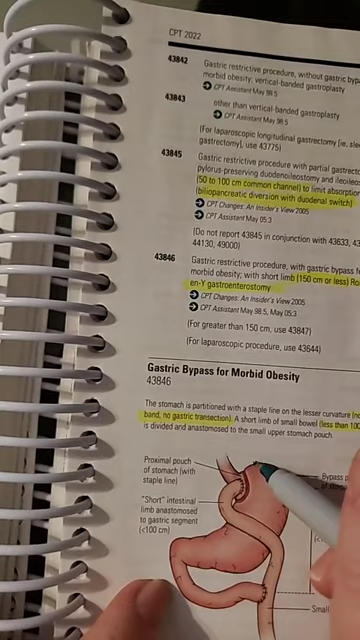 CPT 2022
43842 Gastric restrictive procedure, without gastric
morbid obesity; vertical-banded gastroplasty
CPT Assistant May 98:5
43843 other than vertical-banded gastroplasty
CPT Assistant May 98:5
(For laparoscopic longitudinal gastrectomy [ie,
gastrectomy], use 43775)
43845 Gastric restrictive procedure with partial
pylorus-preserving duodenoileostomy and
(50 to 100 cm common channel) to limit
(biliopancreatic diversion with duodenal switch)
CPT Changes: An Insider's View 2005
CPT Assistant May 05:3
(Do not report 43845 in conjunction with 43633,
44130, 49000)
43846 Gastric restrictive procedure, with gastric bypass
morbid obesity; with short limb (150 cm or less)
en-Y gastroenterostomy
CPT Changes: An Insider's View 2005
CPT Assistant May 98:5, May 05:3
(For greater than 150 cm, use 43847)
(For laparoscopic procedure, use 43644)
Gastric Bypass for Morbid Obesity
43846
The stomach is partitioned with a staple line on the lesser curvature
band, no gastric transection). A short limb of small bowel (less than
is divided and anastomosed to the small upper stomach pouch.
Proximal pouch
of stomach (with
staple line)
Bypass
"Short" intestinal
limb anastomosed
to gastric segment
(<100 cm)